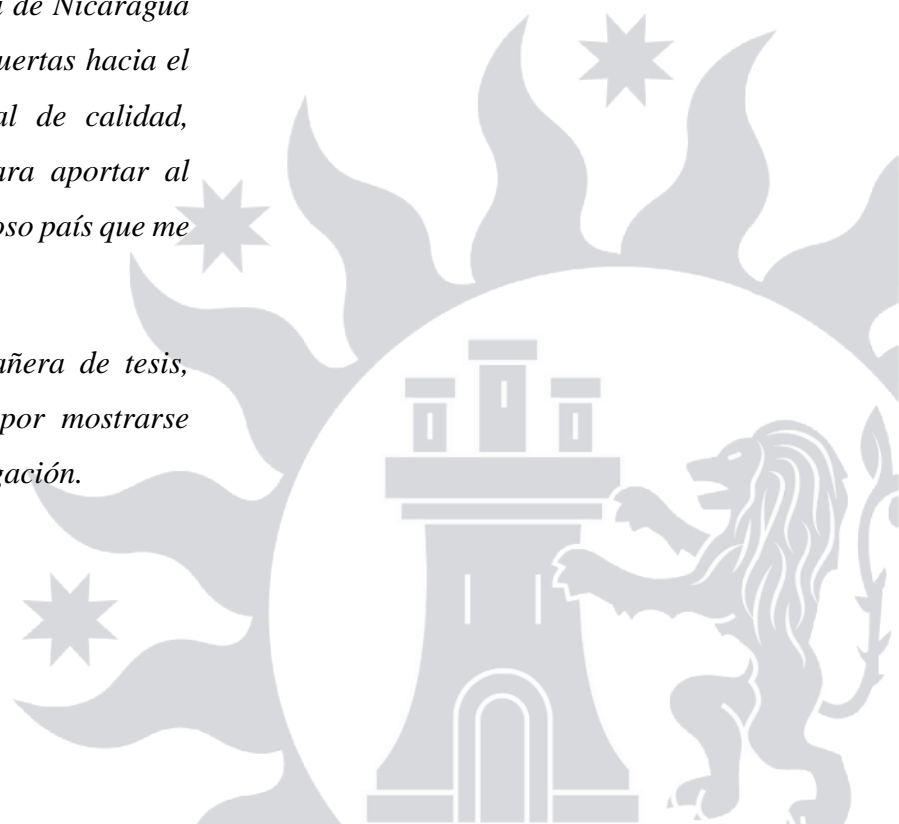 de Nicaragua
uertas hacia el
al de calidad,
ara aportar al
oso país que me
añera de tesis,
por mostrarse
gación.